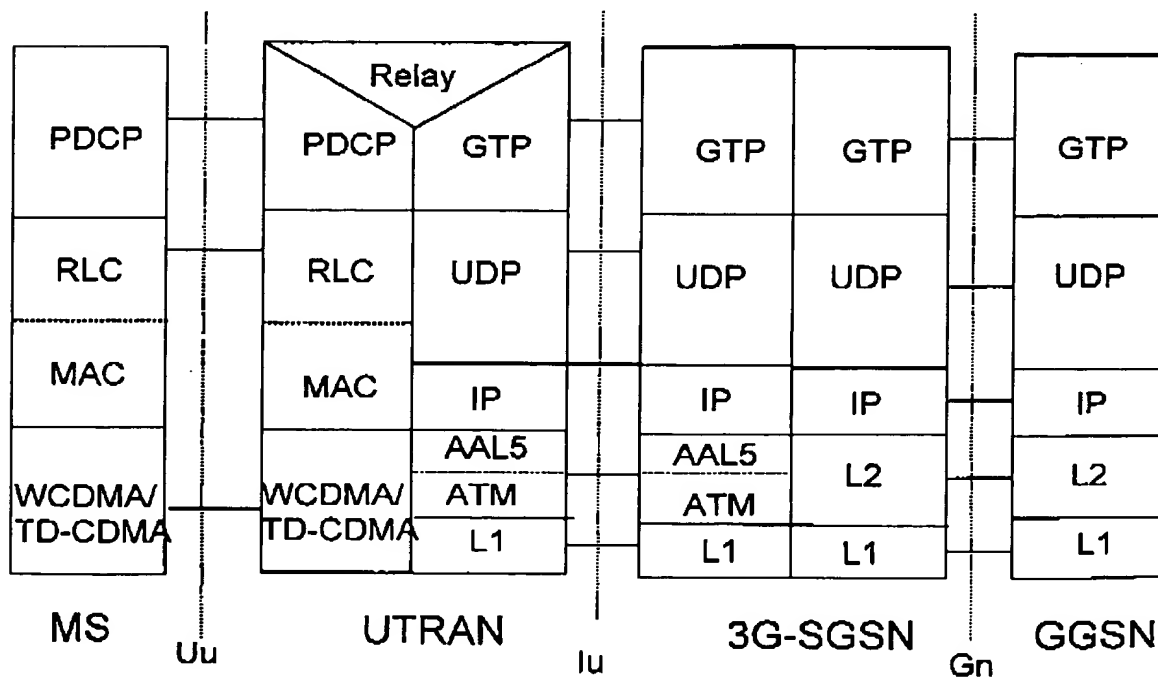 Relay
PDCP
PDCP
GTP
GTP
GTP
GTP
RLC
RLC
UDP
UDP
UDP
UDP
MAC
MAC
IP
IP
IP
IP
AAL5
AAL5
L2
L2
ATM
ATM
WCDMA/
TD-CDMA
WCDMA/
TD-CDMA
L1
L1
L1
L1
MS
UTRAN
3G-SGSN
GGSN
Uu
Iu
Gn